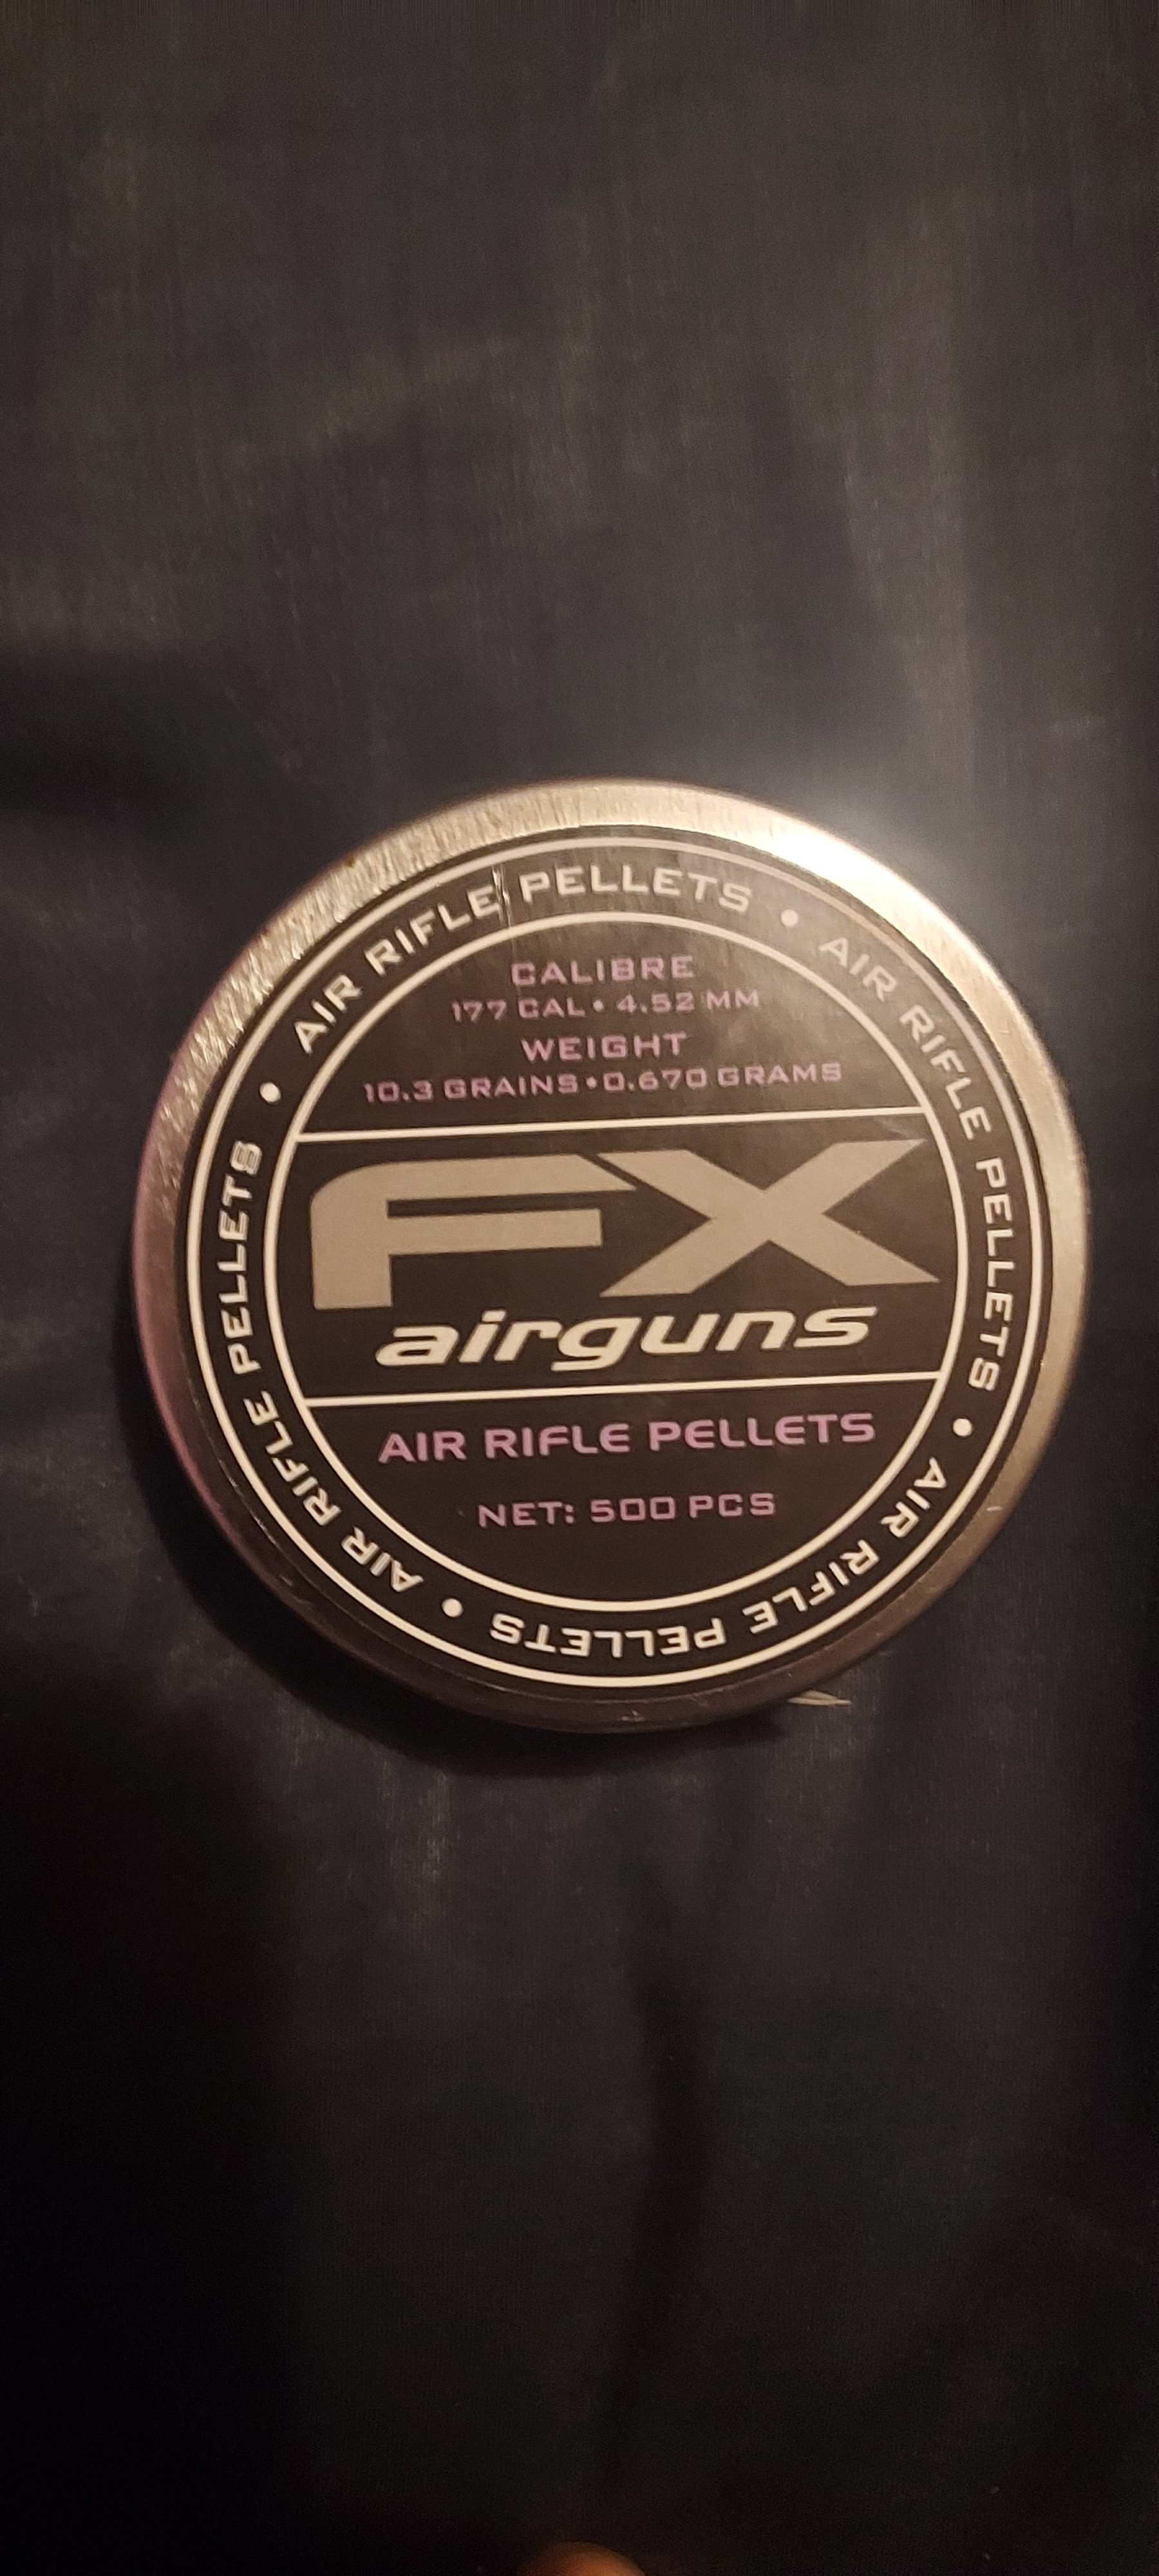 AIR RIFLE PELLETS • AIR RIFLE PELLETS • AIR RIFLE PELLETS • AIR RIFLE PELLETS •
CALIBRE
177 CAL • 4.52 MM
WEIGHT
10.3 GRAINS • 0.670 GRAMS
FX
airguns
AIR RIFLE PELLETS
NET: 500 PCS